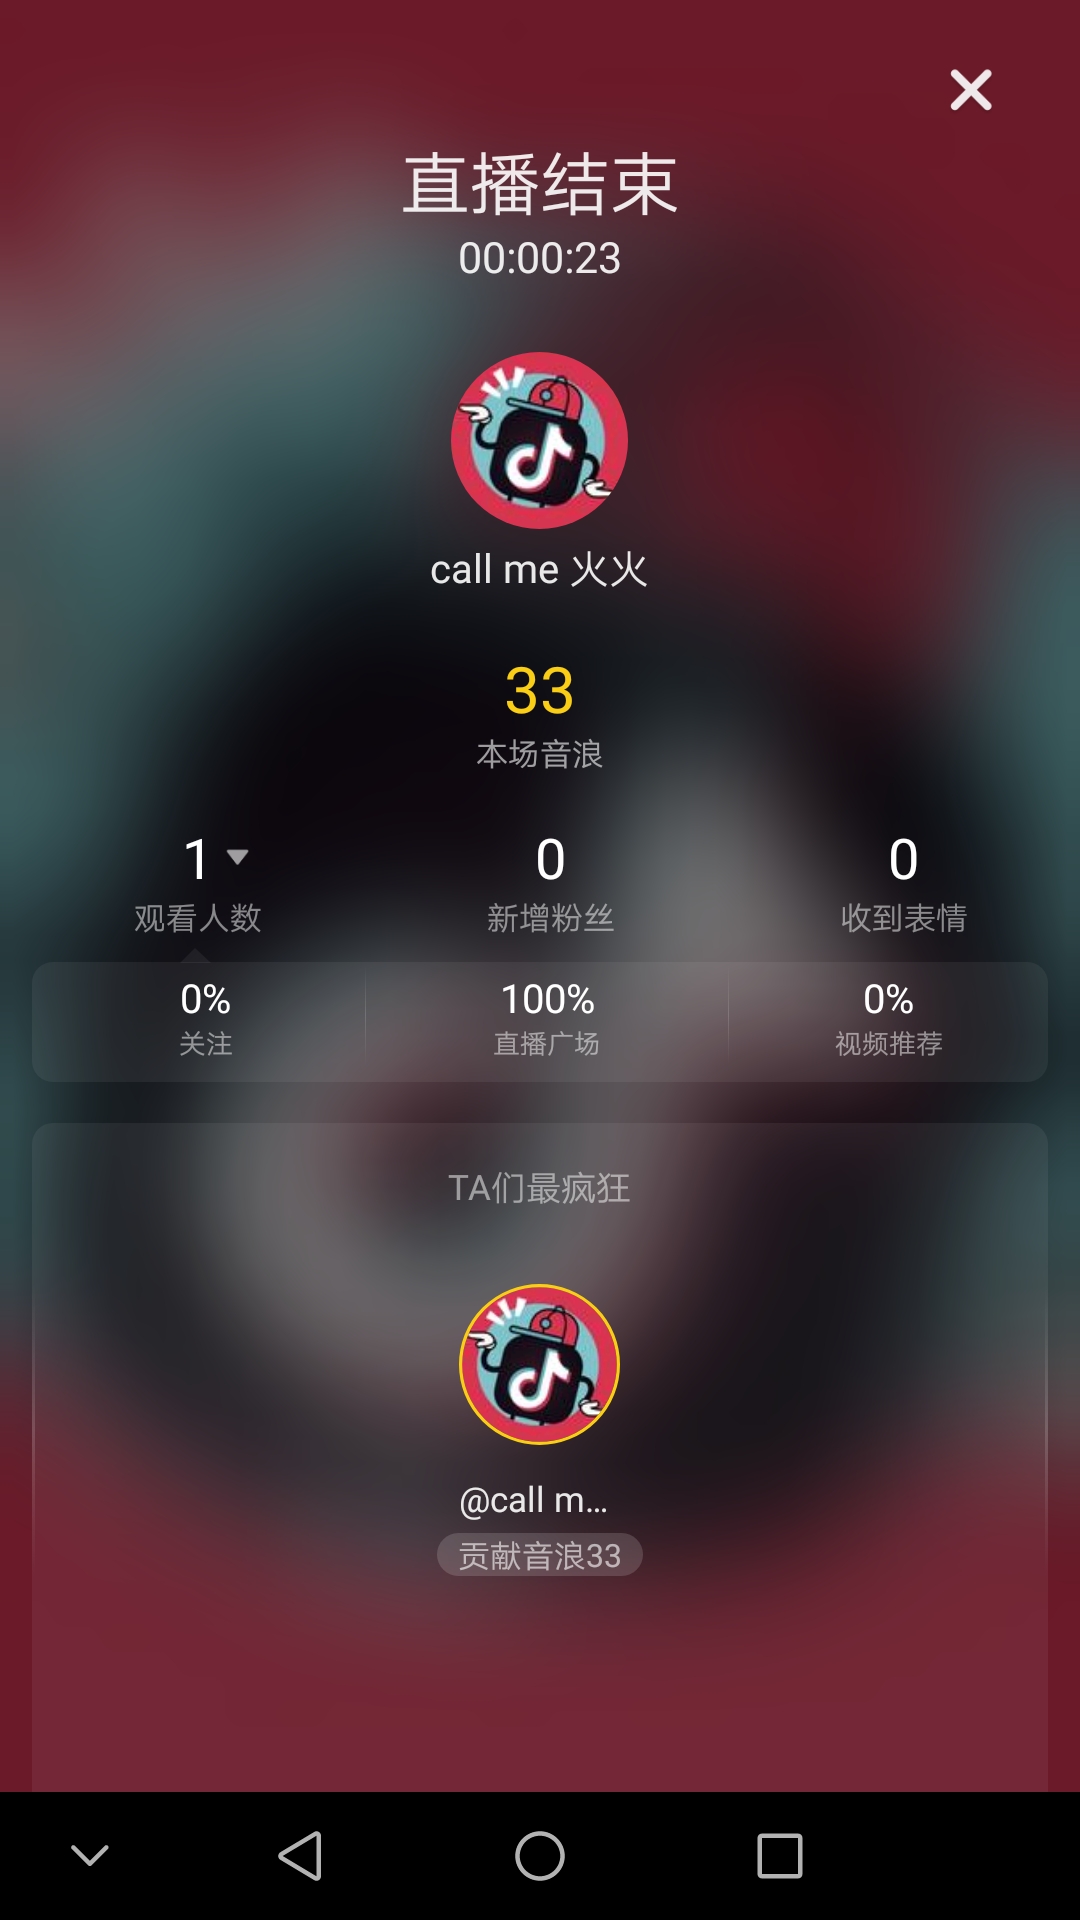 直播结束
00:00:23
call me 火火
33
本场音浪
1 0 0
观看人数 新增粉丝 收到表情
0% 100% 0%
关注 直播广场 视频推荐
TA们最疯狂
@call m...
贡献音浪33